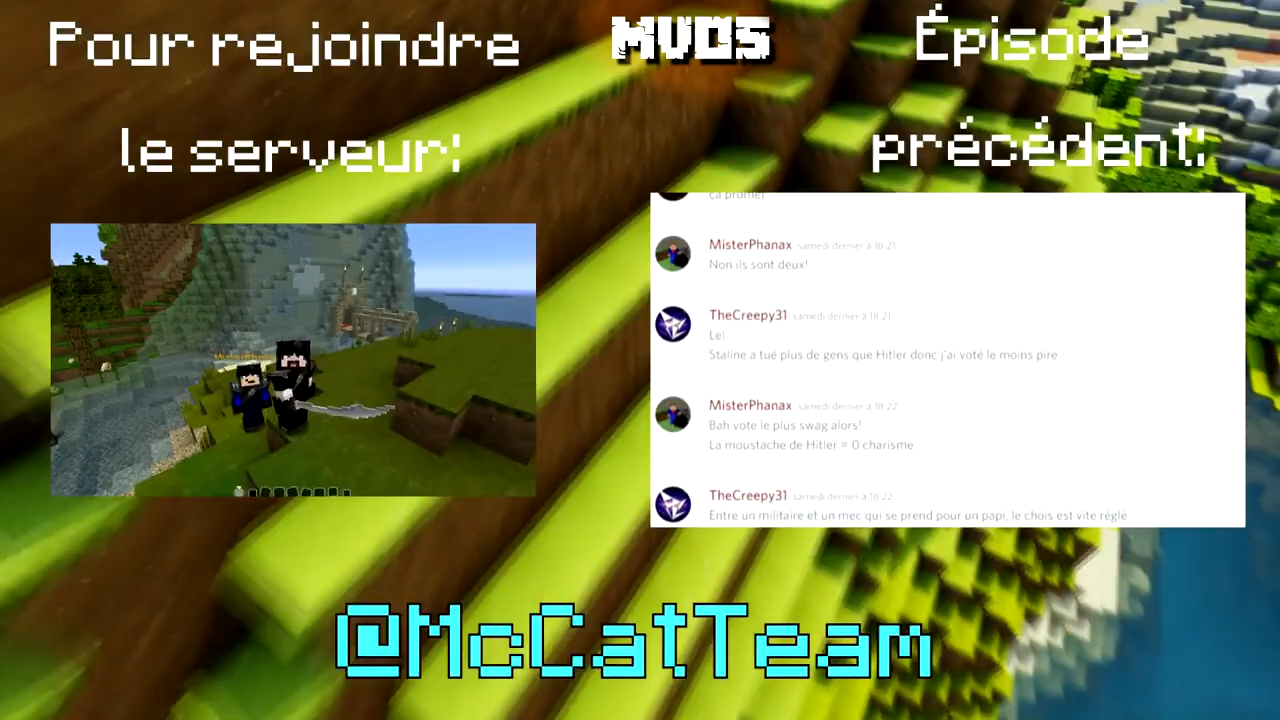 Pour rejoindre
le serveur:
MVOS
Épisode
précédent:
ça promet
MisterPhanax samedi dernier à 18:21
Non ils sont deux!
TheCreepy31 samedi dernier à 18:21
Lel
Staline a tué plus de gens que Hitler donc j'ai voté le moins pire
MisterPhanax samedi dernier à 18:22
Bah vote le plus swag alors!
La moustache de Hitler = 0 charisme
TheCreepy31 samedi dernier à 18:22
Entre un militaire et un mec qui se prend pour un papi, le chois est vite réglé
@McCatTeam